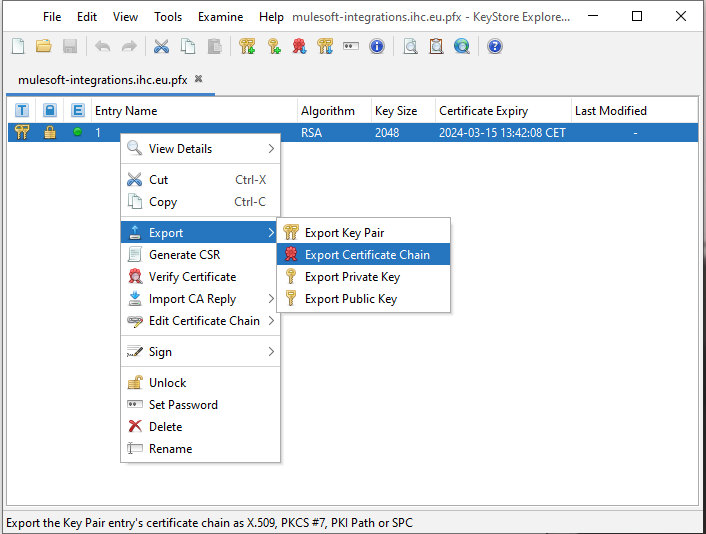 File Edit View Tools Examine Help mulesoft-integrations.ihc.eu.pfx - KeyStore Explore...
mulesoft-integrations.ihc.eu.pfx
T E Entry Name Algorithm Key Size Certificate Expiry Last Modified
1 RSA 2048 2024-03-15 13:42:08 CET -
View Details
Cut Ctrl-X
Copy Ctrl-C
Export
Export Key Pair
Generate CSR
Export Certificate Chain
Verify Certificate
Export Private Key
Import CA Reply
Export Public Key
Edit Certificate Chain
Sign
Unlock
Set Password
Delete
Rename
Export the Key Pair entry's certificate chain as X.509, PKCS #7, PKI Path or SPC